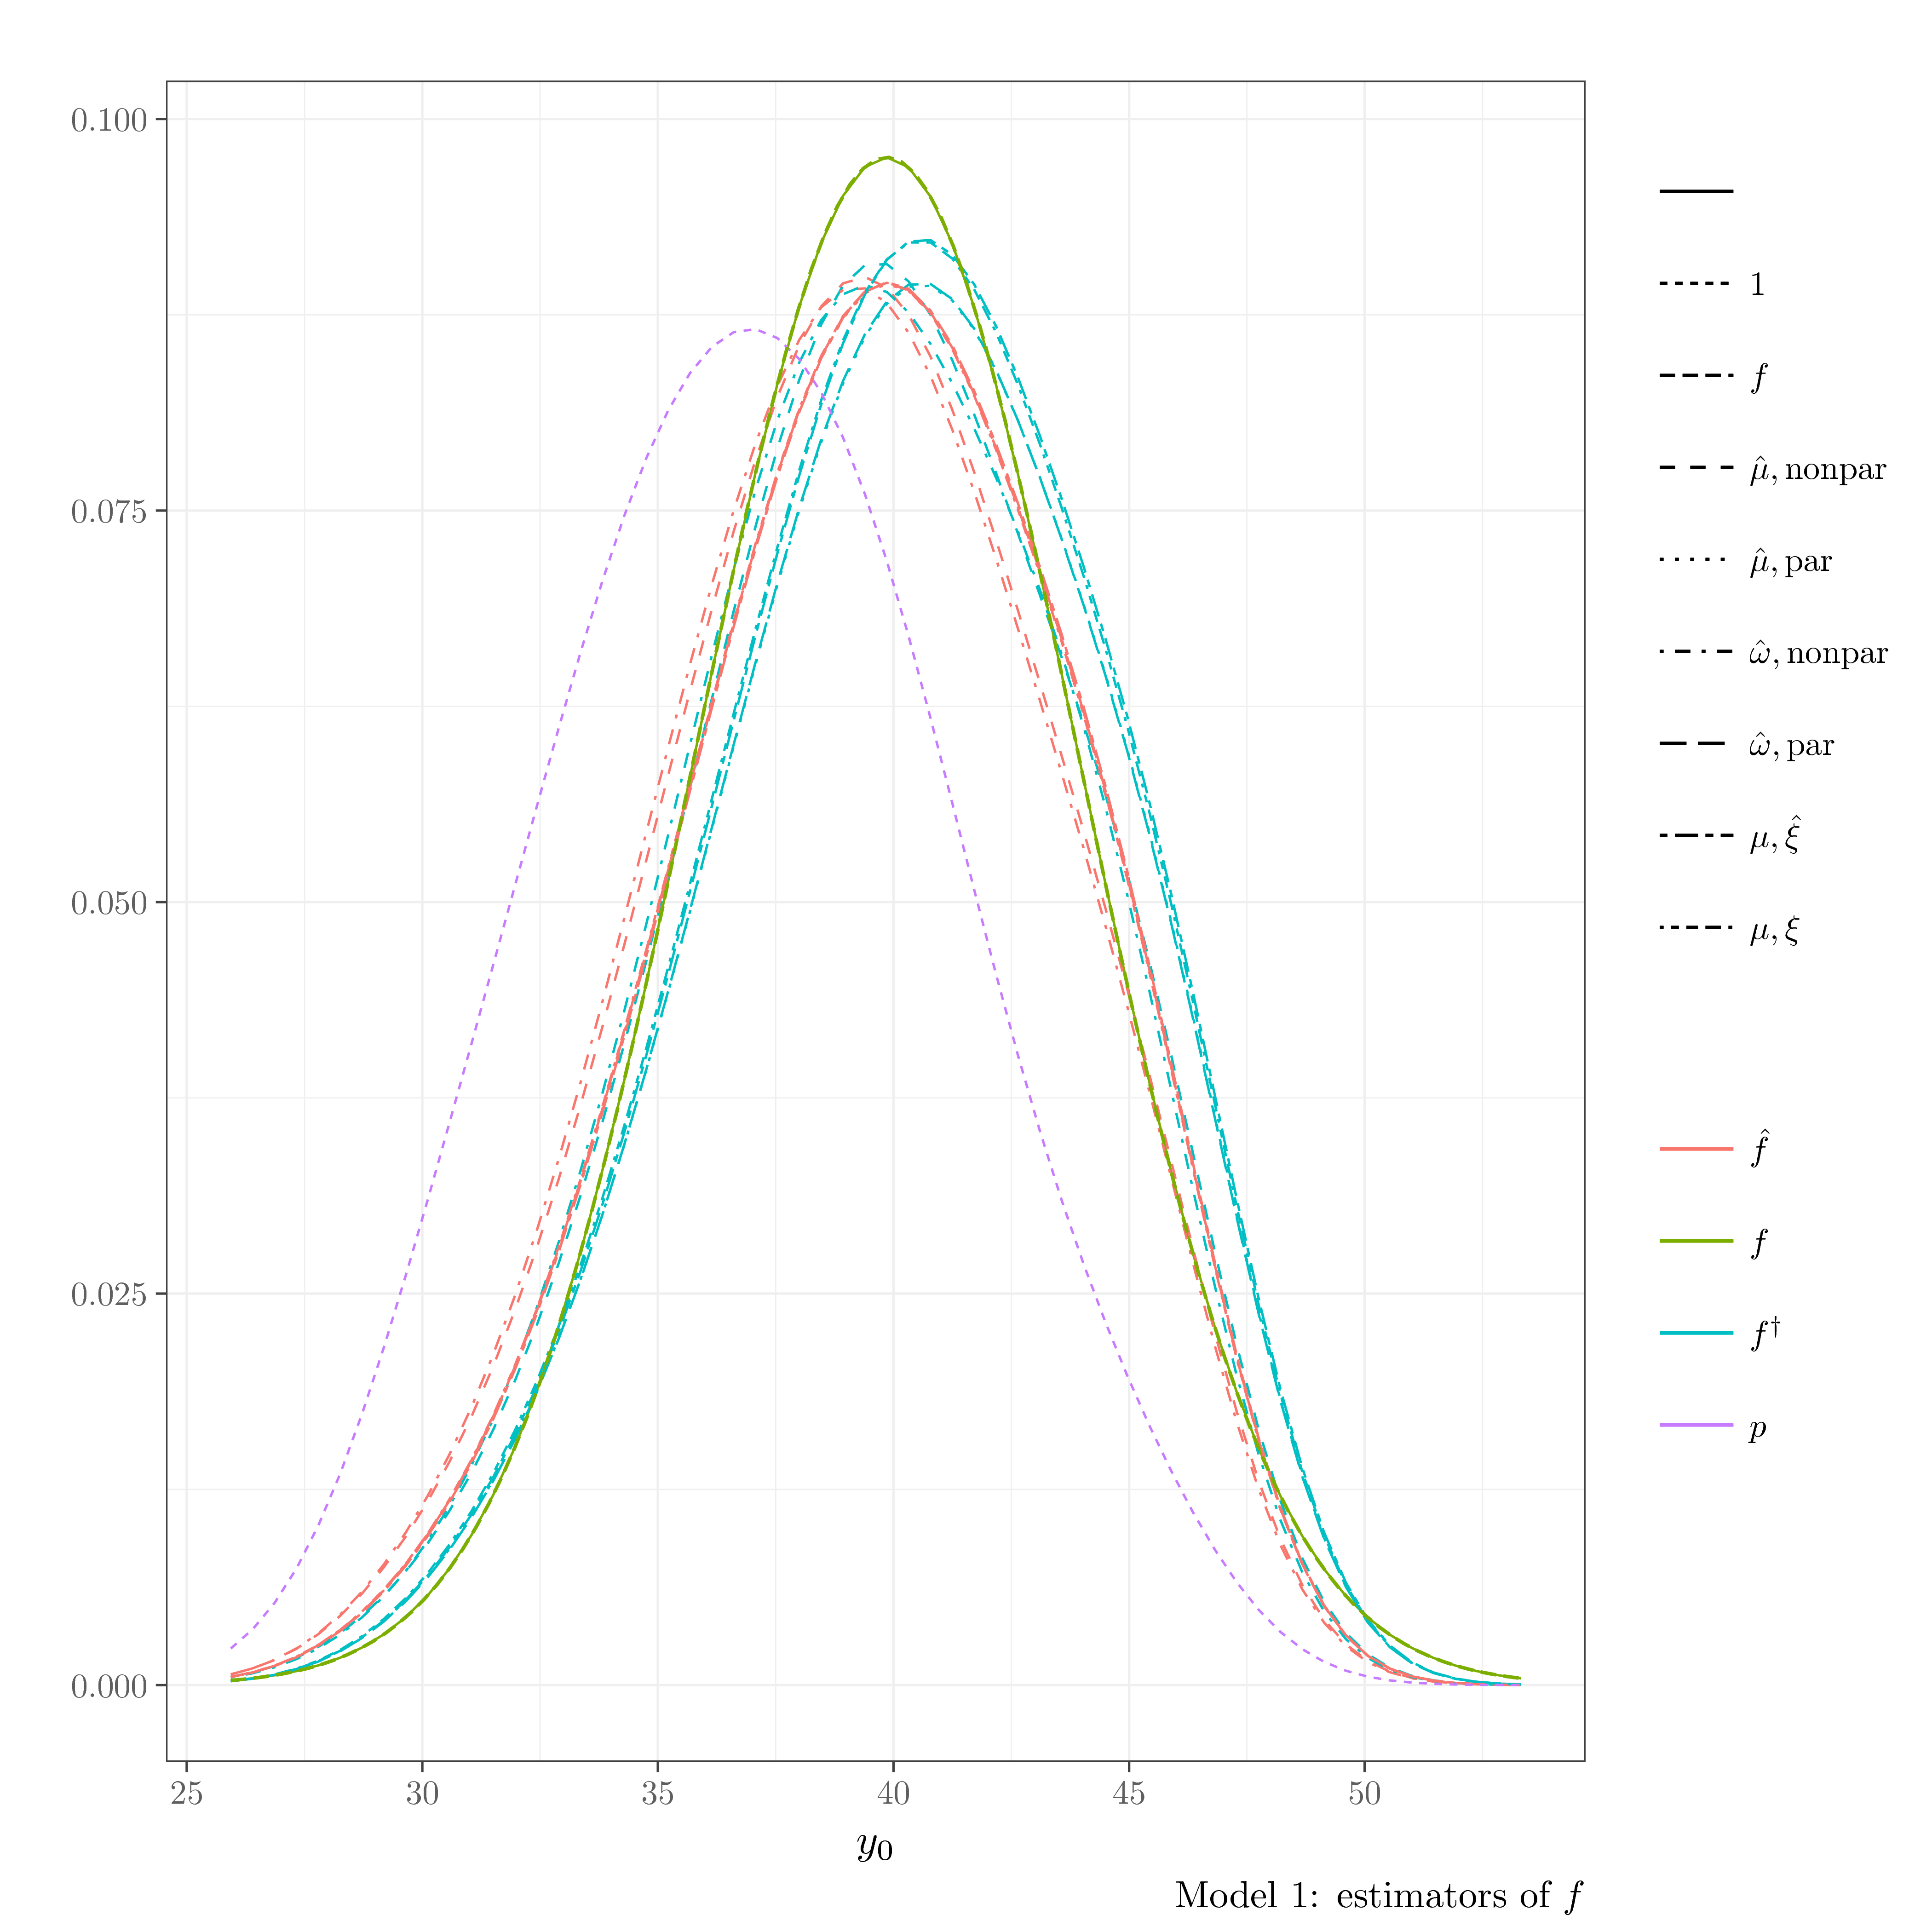 0.100
0.075
0.050
0.025
0.000
25 30 35 40 45 50
y₀
Model 1: estimators of f
1
f
μ̂, nonpar
μ̂, par
ω̂, nonpar
ω̂, par
μ, ξ̂
μ, ξ
f̂
f
f†
p